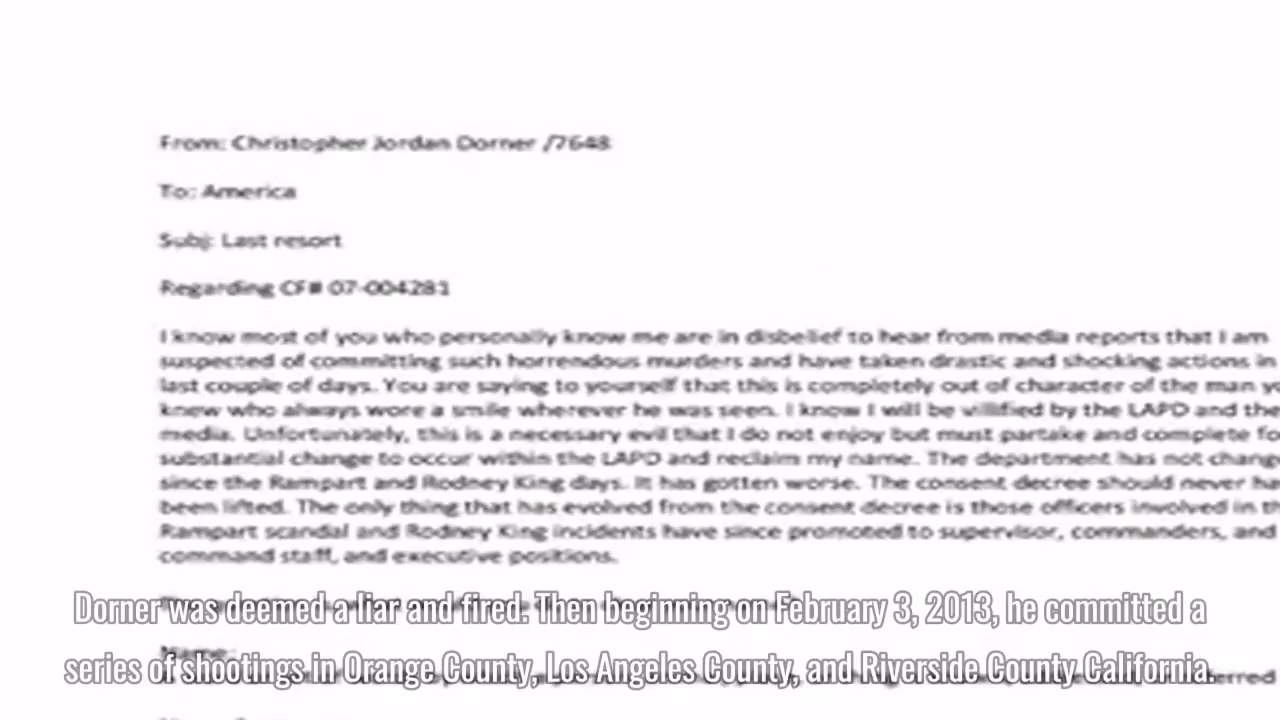 From: Christopher Jordan Dorner /7648
To: America
Subj: Last resort
Regarding CF# 07-004281
I know most of you who personally know me are in disbelief to hear from media reports that I am
suspected of committing such horrendous murders and have taken drastic and shocking actions in
last couple of days. You are saying to yourself that this is completely out of character of the man
knew who always wore a smile wherever he was seen. I know I will be villified by the LAPD and the
media. Unfortunately, this is a necessary evil that I do not enjoy but must partake and complete
substantial change to occur within the LAPD and reclaim my name. The department has not
since the Rampart and Rodney King days. It has gotten worse. The consent decree should never
been lifted. The only thing that has evolved from the consent decree is those officers involved in
Rampart scandal and Rodney King incidents have since promoted to supervisor, commanders, and
command staff, and executive positions.
Dorner was deemed a liar and fired. Then beginning on February 3, 2013, he committed a
Name:
series of shootings in Orange County, Los Angeles County, and Riverside County California.